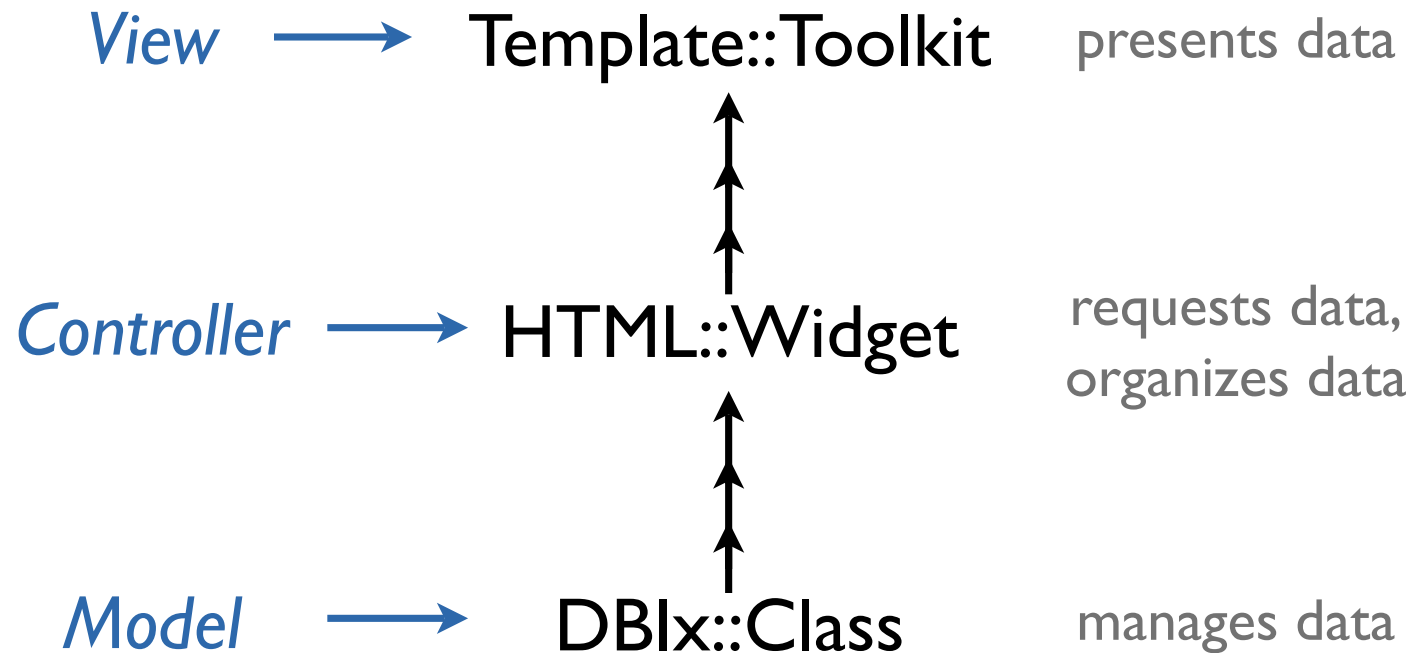 View Template::Toolkit presents data
Controller HTML::Widget requests data,
organizes data
Model DBIx::Class manages data